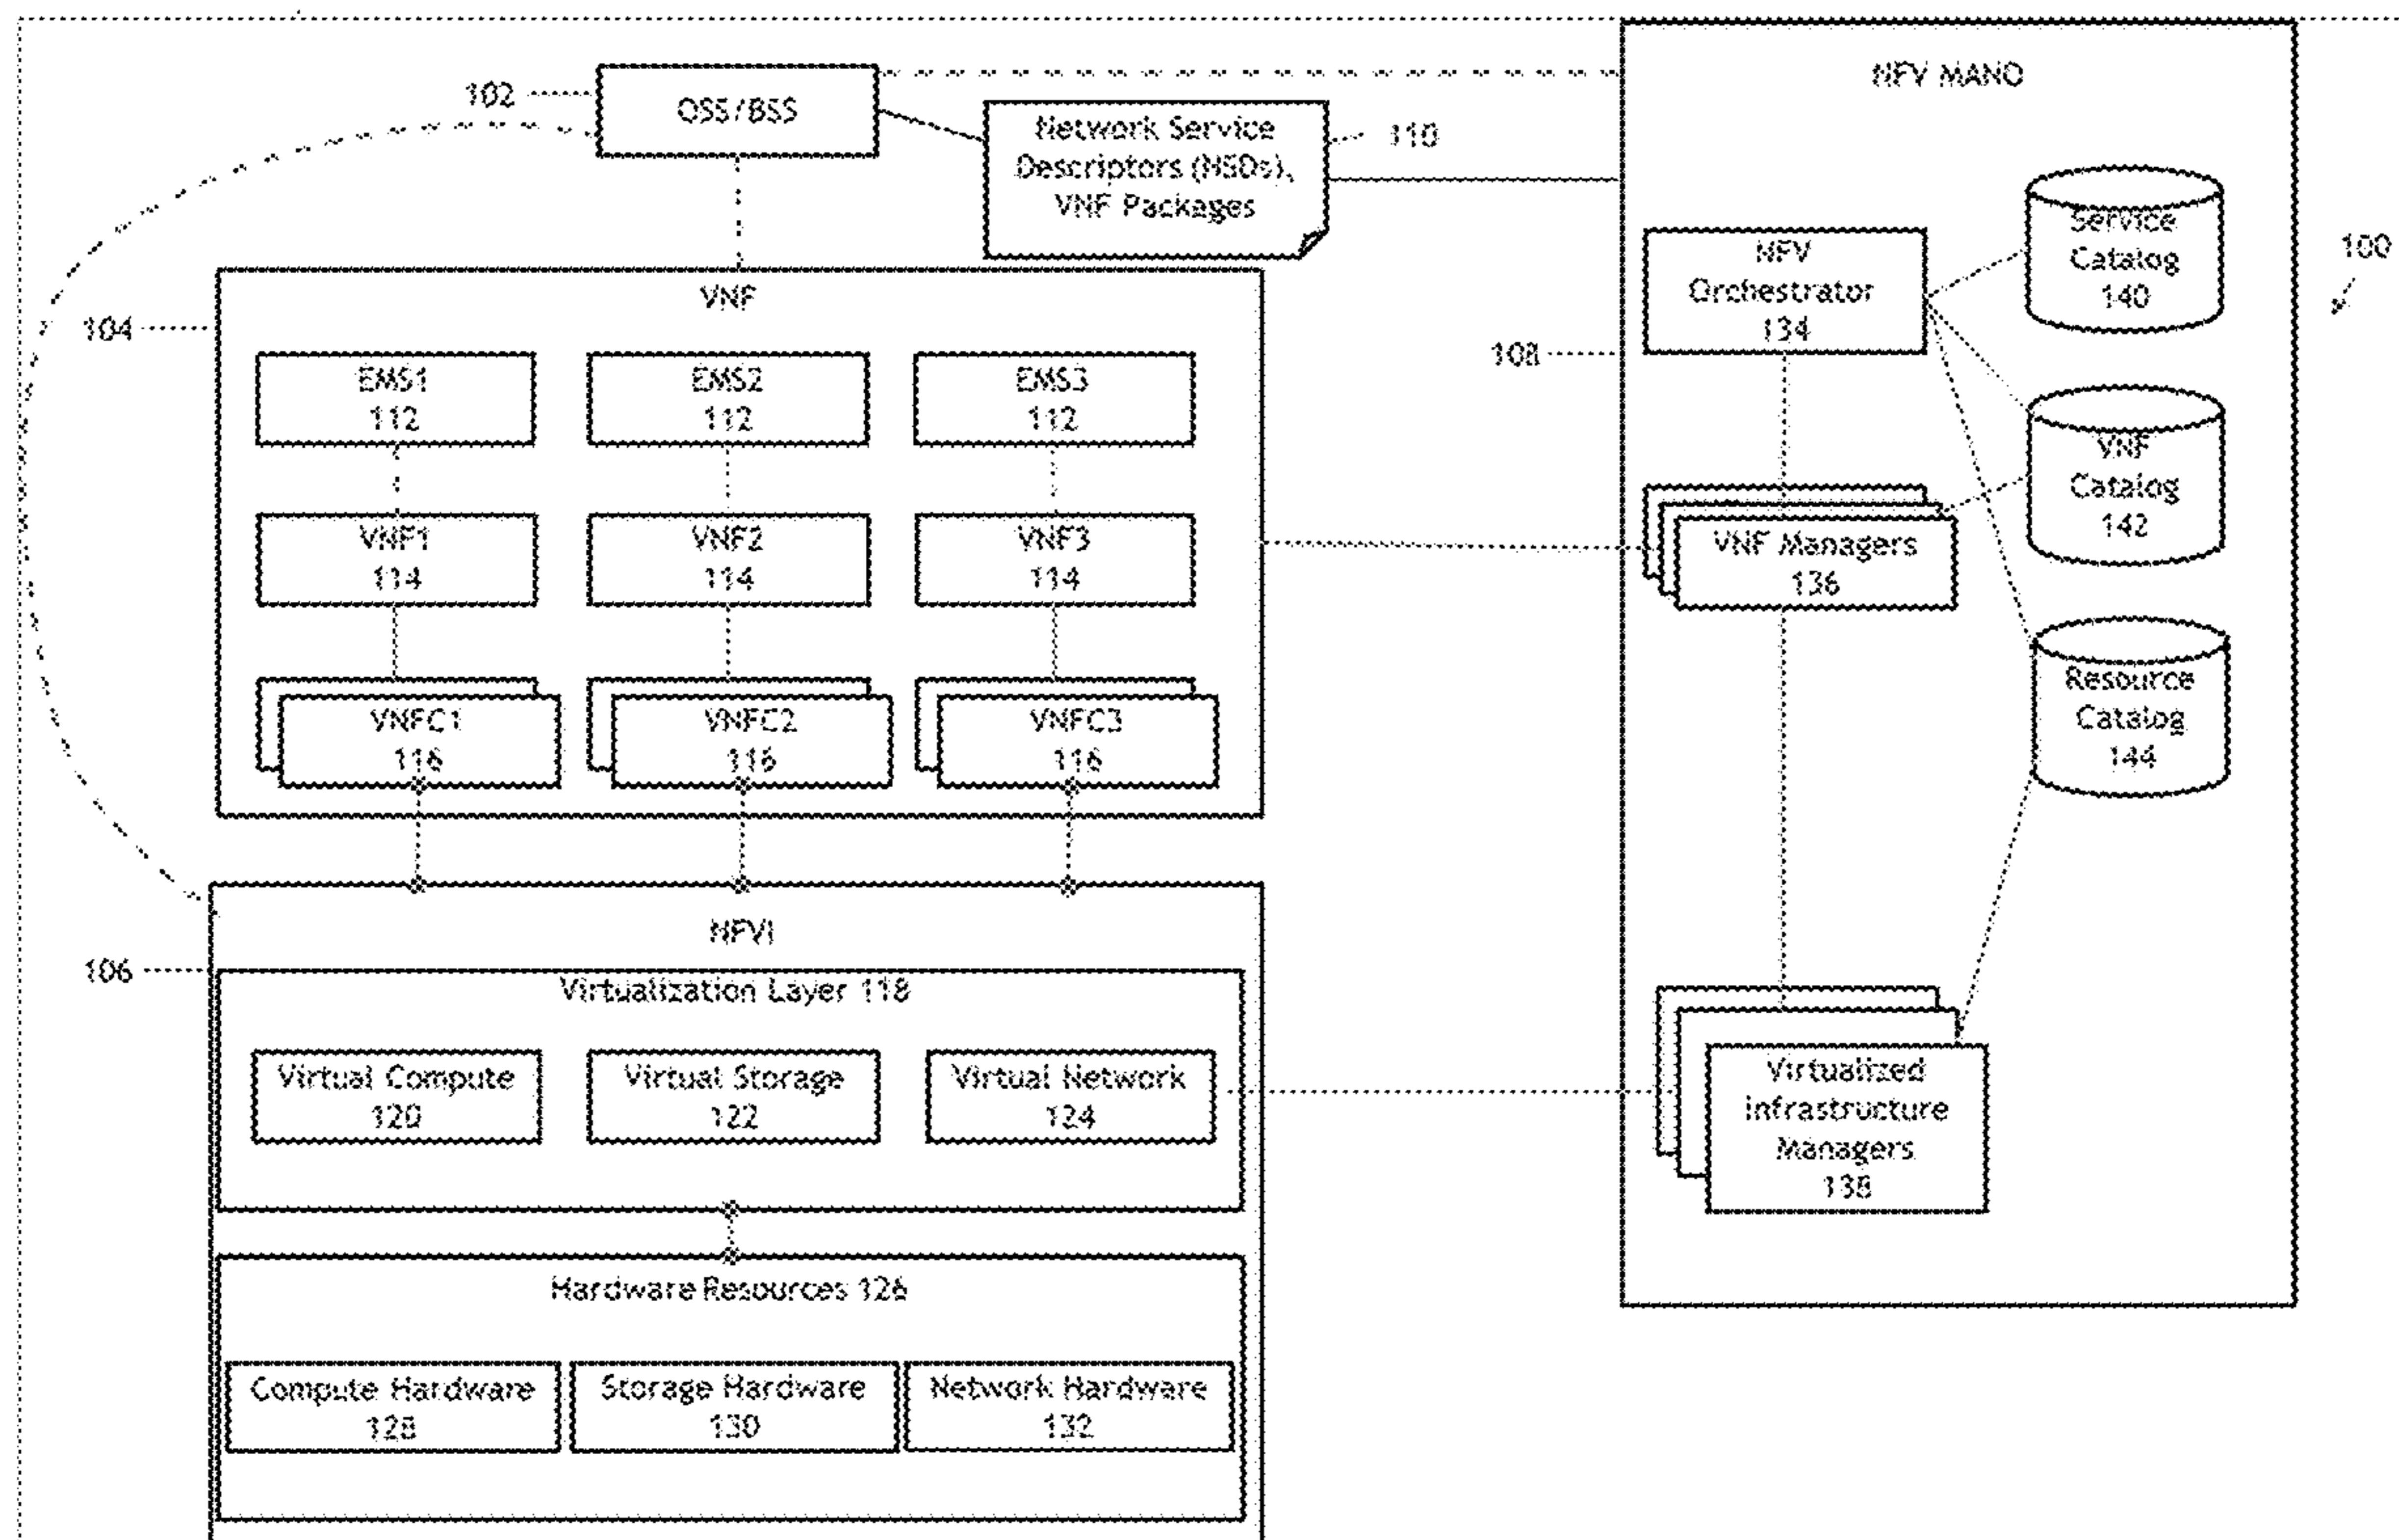 102
OSS/BSS
Network Service
Descriptors (NSDs),
VNF Packages
110
NFV MANO
100
VNF
104
EMS1
112
EMS2
112
EMS3
112
VNF1
114
VNF2
114
VNF3
114
VNFC1
116
VNFC2
116
VNFC3
116
108
NFV
Orchestrator
134
Service
Catalog
140
VNF
Catalog
142
VNF Managers
136
Resource
Catalog
144
Virtualized
Infrastructure
Managers
138
NFVI
106
Virtualization Layer 118
Virtual Compute
120
Virtual Storage
122
Virtual Network
124
Hardware Resources 126
Compute Hardware
128
Storage Hardware
130
Network Hardware
132